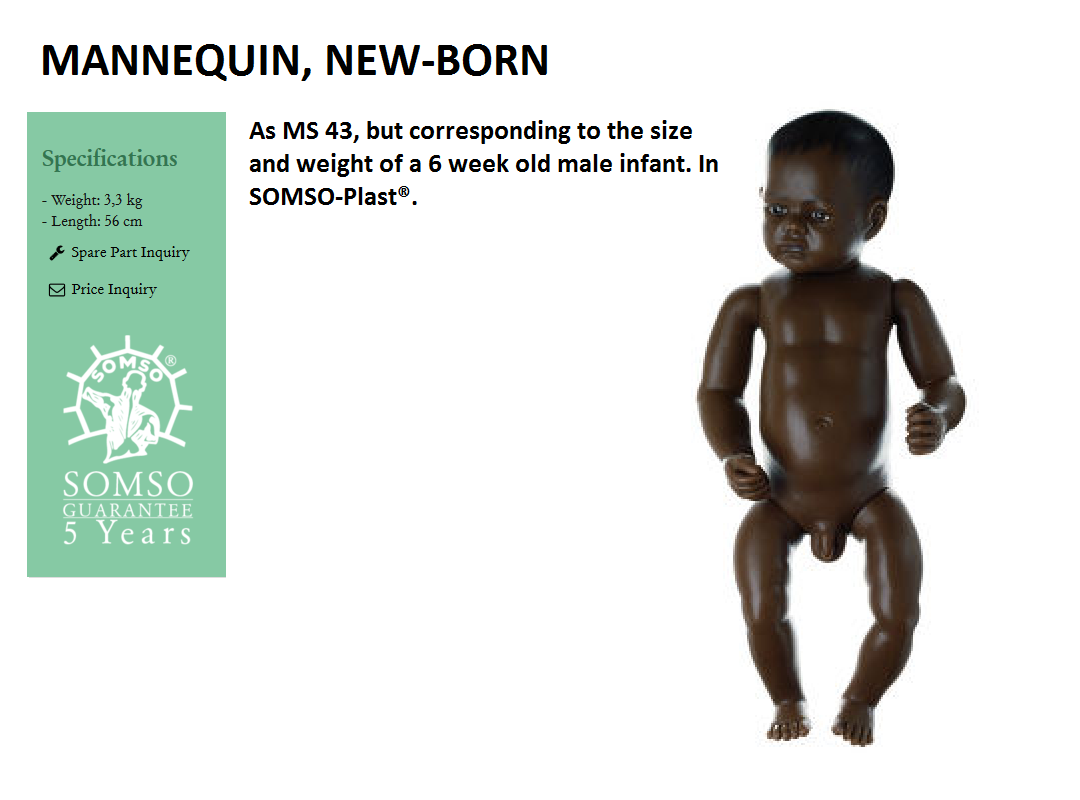 MANNEQUIN, NEW-BORN
Specifications
- Weight: 3,3 kg
- Length: 56 cm
Spare Part Inquiry
Price Inquiry
SOMSO®
SOMSO
GUARANTEE
5 Years
As MS 43, but corresponding to the size
and weight of a 6 week old male infant. In
SOMSO-Plast®.